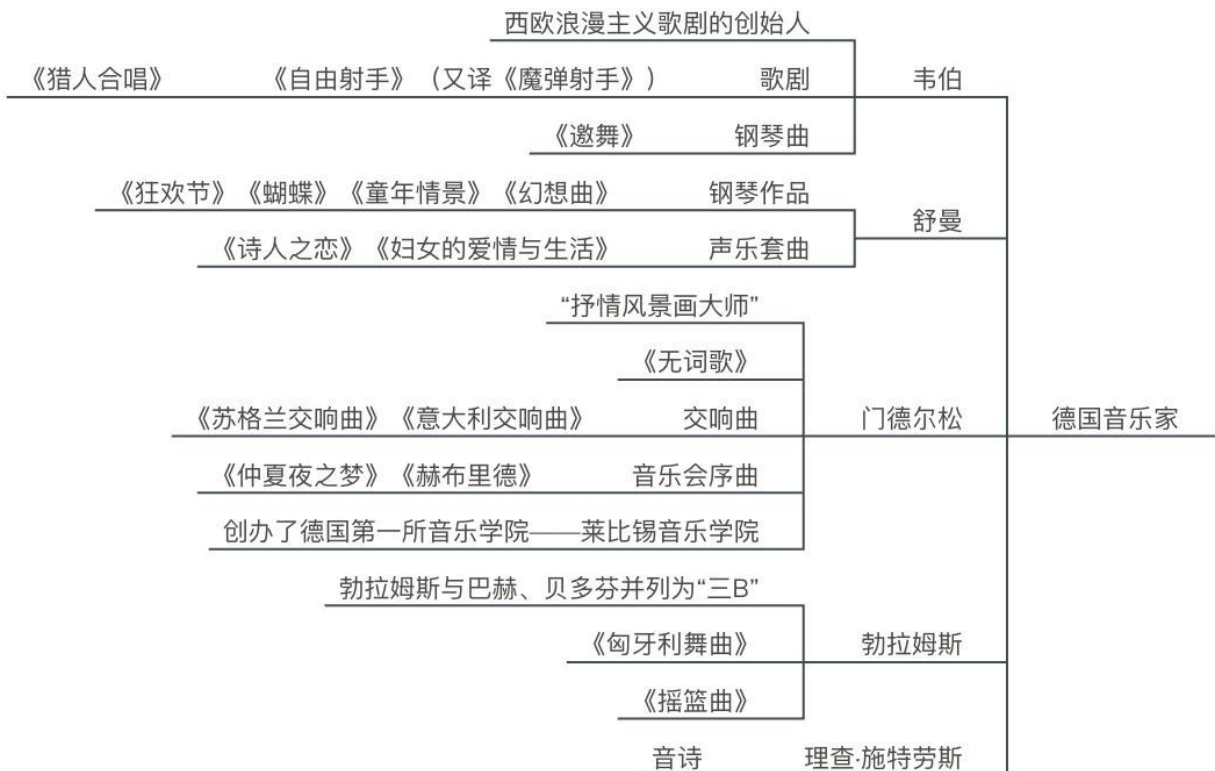 西欧浪漫主义歌剧的创始人
《猎人合唱》 《自由射手》（又译《魔弹射手》） 歌剧 韦伯
《邀舞》 钢琴曲
《狂欢节》《蝴蝶》《童年情景》《幻想曲》 钢琴作品
舒曼
《诗人之恋》《妇女的爱情与生活》 声乐套曲
“抒情风景画大师”
《无词歌》
《苏格兰交响曲》《意大利交响曲》 交响曲 门德尔松 德国音乐家
《仲夏夜之梦》《赫布里德》 音乐会序曲
创办了德国第一所音乐学院——莱比锡音乐学院
勃拉姆斯与巴赫、贝多芬并列为“三B”
《匈牙利舞曲》 勃拉姆斯
《摇篮曲》
音诗 理查·施特劳斯